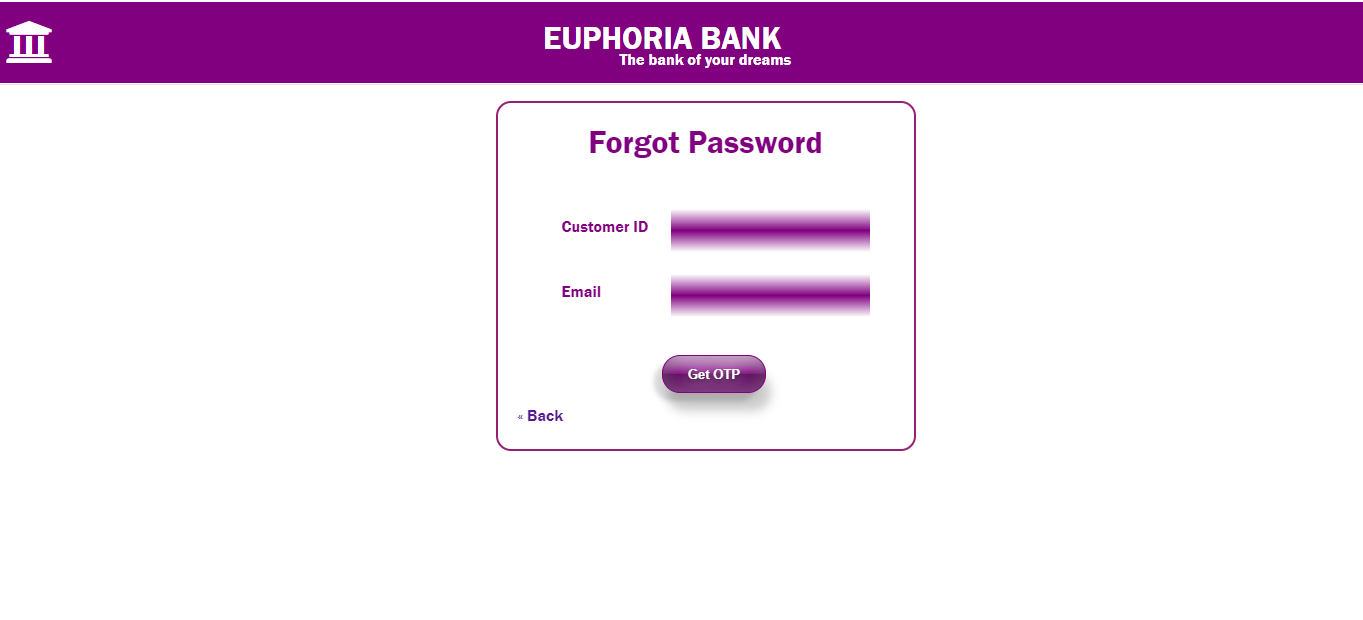 EUPHORIA BANK
The bank of your dreams
Forgot Password
Customer ID
Email
Get OTP
« Back